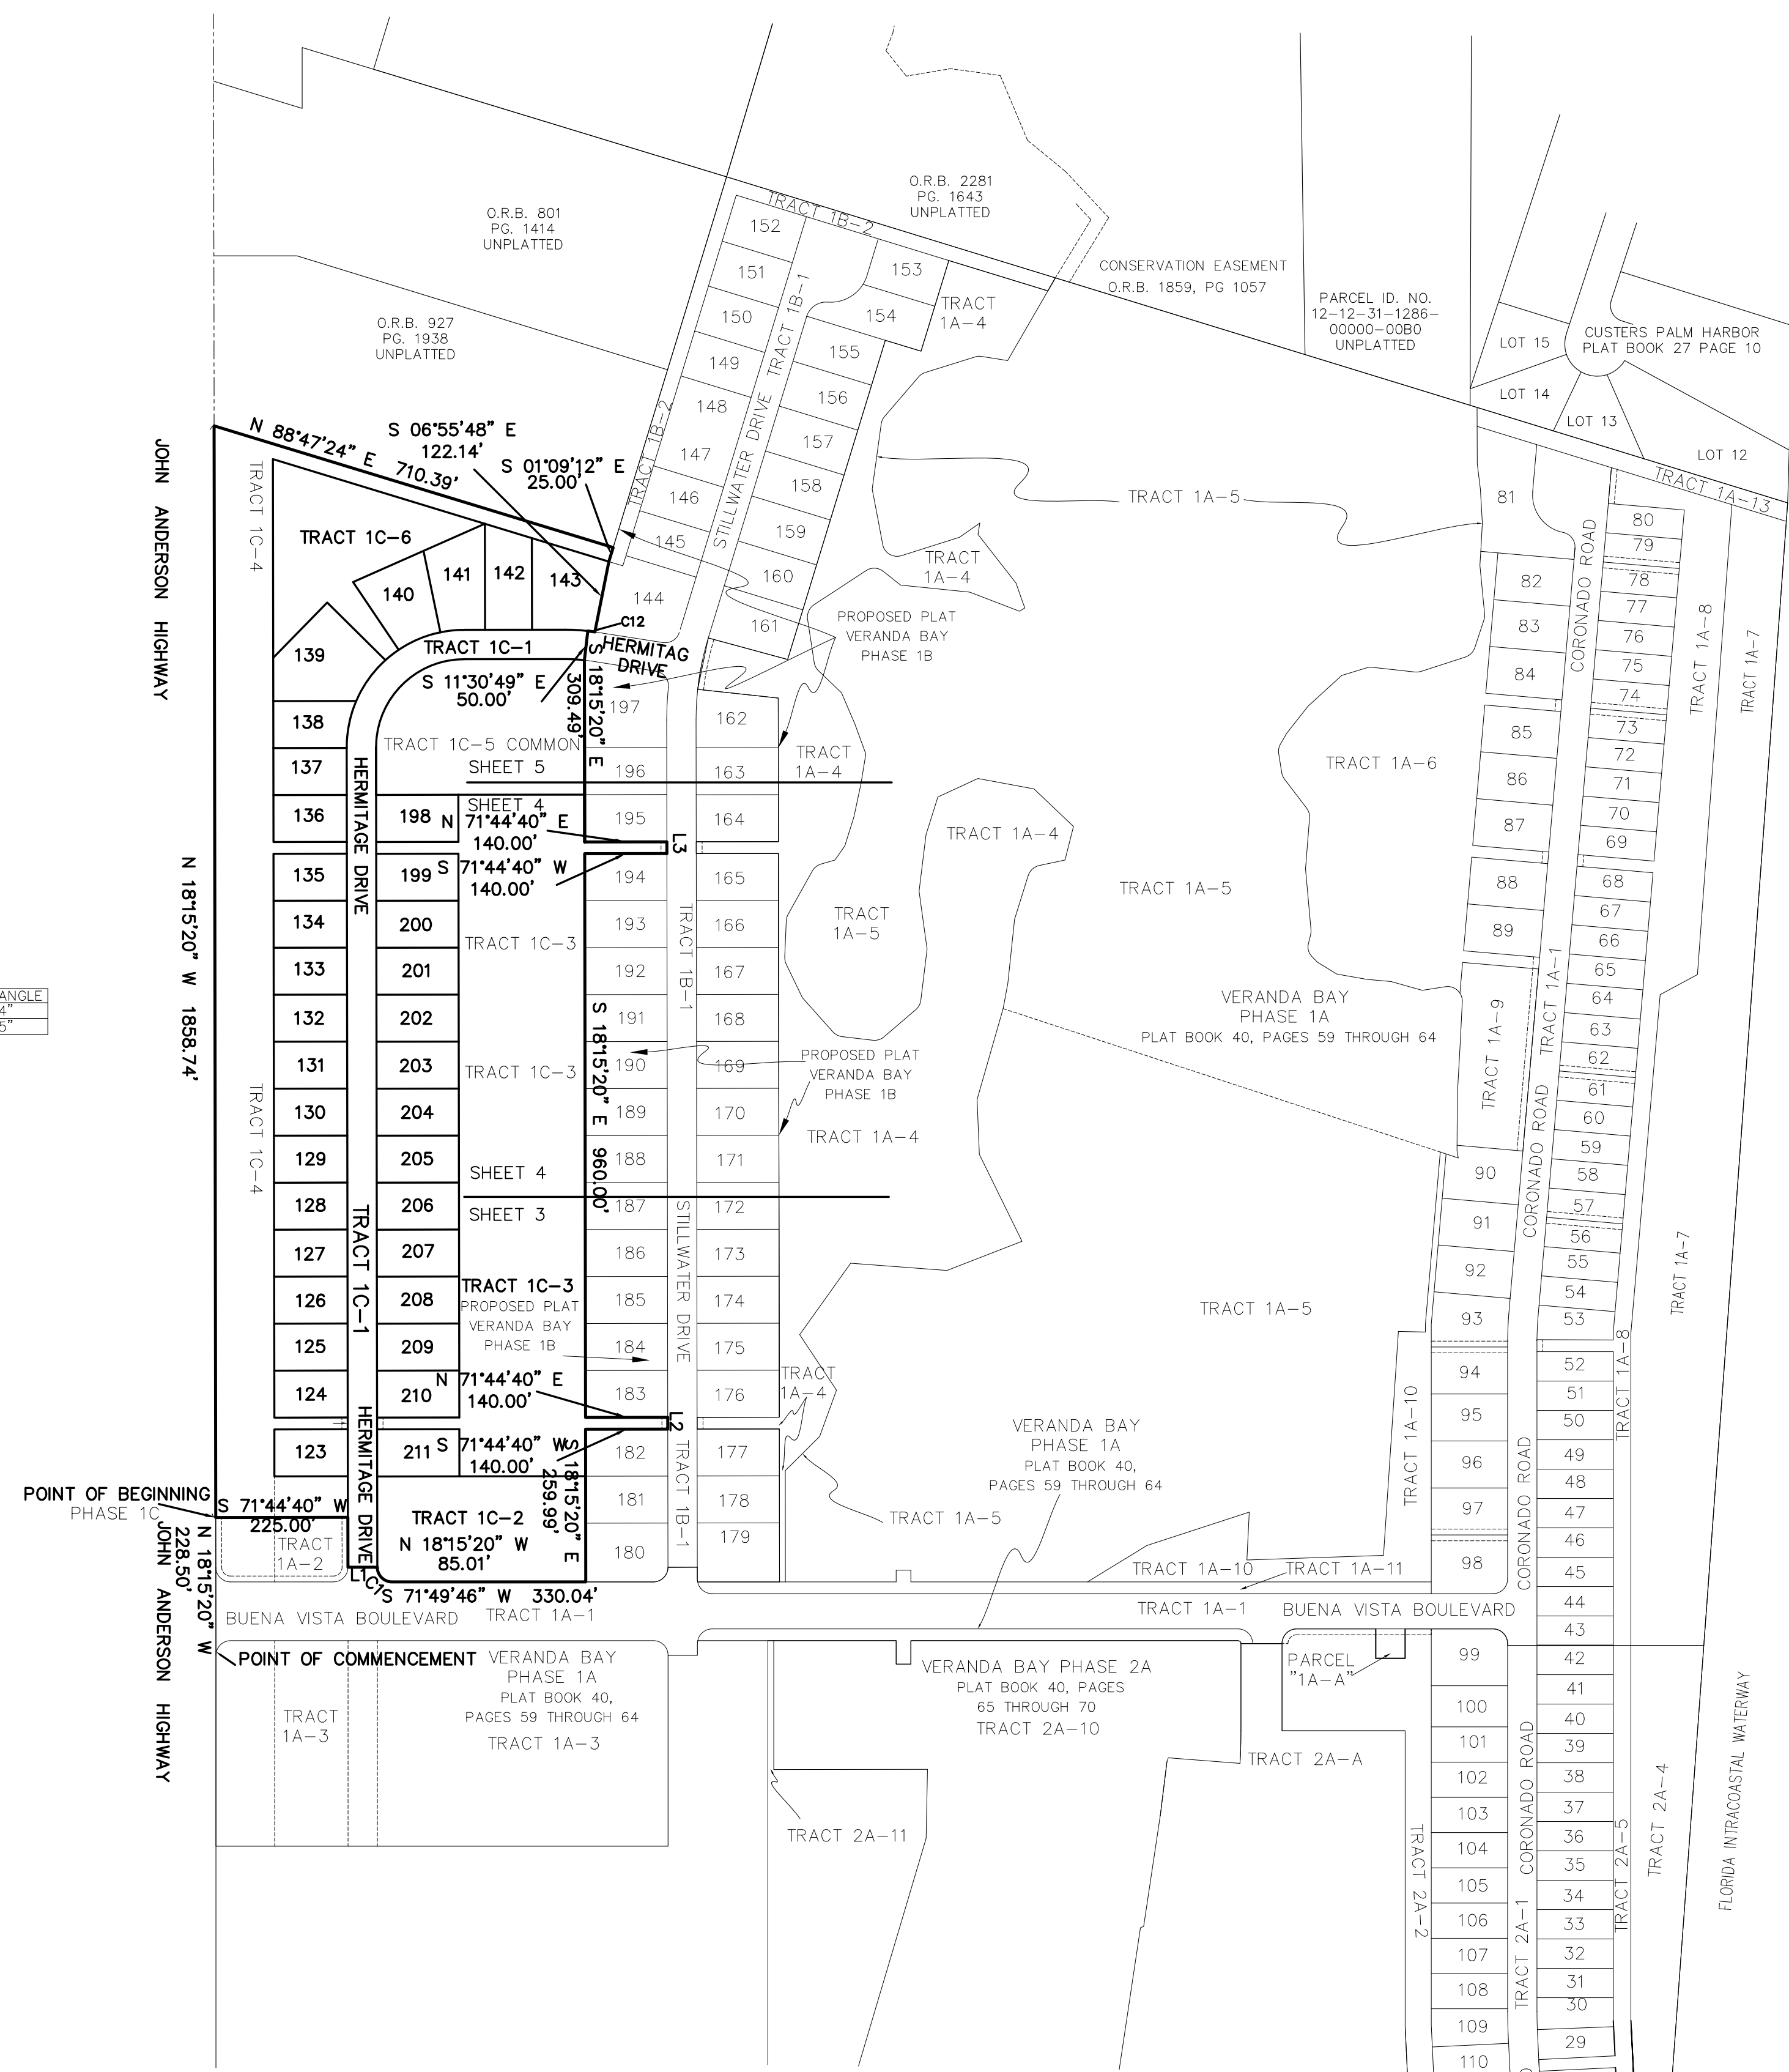 O.R.B. 2281
PG. 1643
UNPLATTED
O.R.B. 801
PG. 1414
UNPLATTED
TRACT 1B-2
152
151
150
149
148
147
146
145
144
153
154
155
156
157
158
159
160
161
STILLWATER DRIVE TRACT 1B-1
TRACT 1B-2
TRACT
1A-4
CONSERVATION EASEMENT
O.R.B. 1859, PG 1057
PARCEL ID. NO.
12-12-31-1286-
00000-00B0
UNPLATTED
LOT 15
LOT 14
LOT 13
LOT 12
CUSTERS PALM HARBOR
PLAT BOOK 27 PAGE 10
O.R.B. 927
PG. 1938
UNPLATTED
N 88°47'24" E
710.39'
S 06°55'48" E
122.14'
S 01°09'12" E
25.00'
JOHN ANDERSON HIGHWAY
TRACT 1C-4
TRACT 1C-6
139
140
141
142
143
C12
TRACT 1C-1
HERMITAG
DRIVE
S 11°30'49" E
50.00'
S 18°15'20" E
309.49'
PROPOSED PLAT
VERANDA BAY
PHASE 1B
TRACT
1A-4
TRACT 1A-5
81
TRACT 1A-13
80
79
78
77
76
75
74
73
72
71
70
69
82
83
84
85
86
87
CORONADO ROAD
TRACT 1A-8
TRACT 1A-7
TRACT 1A-6
138
137
136
TRACT 1C-5 COMMON
SHEET 5
SHEET 4
HERMITAGE DRIVE
198
N 71°44'40" E
140.00'
S 71°44'40" W
140.00'
L3
197
196
195
162
163
164
TRACT
1A-4
TRACT 1A-4
N 18°15'20" W 1858.74'
ANGLE
4"
5"
135
134
133
132
131
130
129
128
127
126
125
124
199
200
201
202
203
204
205
206
207
208
209
210
TRACT 1C-3
TRACT 1C-3
TRACT 1C-4
SHEET 4
SHEET 3
TRACT 1C-1
TRACT 1C-3
PROPOSED PLAT
VERANDA BAY
PHASE 1B
S 18°15'20" E 960.00'
194
193
192
191
190
189
188
187
186
185
184
183
TRACT 1B-1
STILLWATER DRIVE
165
166
167
168
169
170
171
172
173
174
175
176
TRACT
1A-5
TRACT 1A-5
PROPOSED PLAT
VERANDA BAY
PHASE 1B
TRACT 1A-4
VERANDA BAY
PHASE 1A
PLAT BOOK 40, PAGES 59 THROUGH 64
TRACT 1A-5
88
89
TRACT 1A-9
90
91
92
93
94
95
96
97
98
CORONADO ROAD TRACT 1A-1
CORONADO ROAD
68
67
66
65
64
63
62
61
60
59
58
57
56
55
54
53
52
51
50
49
48
47
46
45
44
43
TRACT 1A-7
TRACT 1A-8
TRACT 1A-10
CORONADO ROAD
N 71°44'40" E
140.00'
S 71°44'40" W
140.00'
L2
TRACT
1A-4
HERMITAGE DRIVE
123
211
S 18°15'20" E
259.99'
182
181
180
TRACT 1B-1
177
178
179
TRACT 1A-5
VERANDA BAY
PHASE 1A
PLAT BOOK 40,
PAGES 59 THROUGH 64
POINT OF BEGINNING
PHASE 1C
S 71°44'40" W
225.00'
TRACT
1A-2
TRACT 1C-2
N 18°15'20" W
85.01'
L1
C1
S 71°49'46" W 330.04'
N 18°15'20" W
228.50'
JOHN ANDERSON HIGHWAY
BUENA VISTA BOULEVARD TRACT 1A-1
TRACT 1A-10
TRACT 1A-11
TRACT 1A-1
BUENA VISTA BOULEVARD
POINT OF COMMENCEMENT
VERANDA BAY
PHASE 1A
PLAT BOOK 40,
PAGES 59 THROUGH 64
TRACT 1A-3
TRACT
1A-3
VERANDA BAY PHASE 2A
PLAT BOOK 40, PAGES
65 THROUGH 70
TRACT 2A-10
PARCEL
"1A-A"
TRACT 2A-A
TRACT 2A-11
99
100
101
102
103
104
105
106
107
108
109
110
TRACT 2A-2
TRACT 2A-1 CORONADO ROAD
42
41
40
39
38
37
36
35
34
33
32
31
30
29
TRACT 2A-5
TRACT 2A-4
FLORIDA INTRACOASTAL WATERWAY